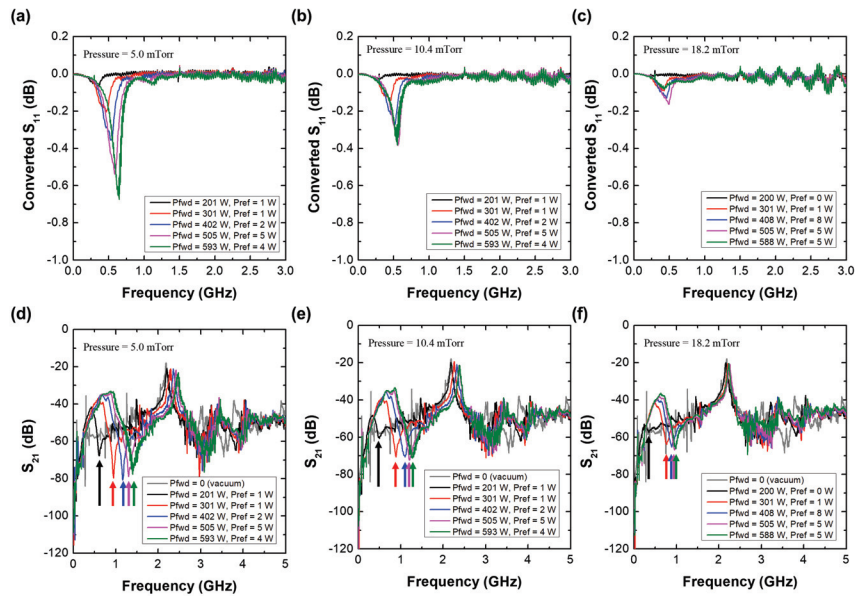 (a)
Pressure = 5.0 mTorr
Converted S11 (dB)
0.2
0.0
-0.2
-0.4
-0.6
-0.8
-1.0
Pfwd = 201 W, Pref = 1 W
Pfwd = 301 W, Pref = 1 W
Pfwd = 402 W, Pref = 2 W
Pfwd = 505 W, Pref = 5 W
Pfwd = 593 W, Pref = 4 W
0.0 0.5 1.0 1.5 2.0 2.5 3.0
Frequency (GHz)
(b)
Pressure = 10.4 mTorr
Converted S11 (dB)
0.2
0.0
-0.2
-0.4
-0.6
-0.8
-1.0
Pfwd = 201 W, Pref = 1 W
Pfwd = 301 W, Pref = 1 W
Pfwd = 402 W, Pref = 2 W
Pfwd = 505 W, Pref = 5 W
Pfwd = 593 W, Pref = 4 W
0.0 0.5 1.0 1.5 2.0 2.5 3.0
Frequency (GHz)
(c)
Pressure = 18.2 mTorr
Converted S11 (dB)
0.2
0.0
-0.2
-0.4
-0.6
-0.8
-1.0
Pfwd = 200 W, Pref = 0 W
Pfwd = 301 W, Pref = 1 W
Pfwd = 408 W, Pref = 8 W
Pfwd = 505 W, Pref = 5 W
Pfwd = 588 W, Pref = 5 W
0.0 0.5 1.0 1.5 2.0 2.5 3.0
Frequency (GHz)
(d)
Pressure = 5.0 mTorr
S21 (dB)
0
-20
-40
-60
-80
-100
-120
Pfwd = 0 (vacuum)
Pfwd = 201 W, Pref = 1 W
Pfwd = 301 W, Pref = 1 W
Pfwd = 402 W, Pref = 2 W
Pfwd = 505 W, Pref = 5 W
Pfwd = 593 W, Pref = 4 W
0 1 2 3 4 5
Frequency (GHz)
(e)
Pressure = 10.4 mTorr
S21 (dB)
0
-20
-40
-60
-80
-100
-120
Pfwd = 0 (vacuum)
Pfwd = 201 W, Pref = 1 W
Pfwd = 301 W, Pref = 1 W
Pfwd = 402 W, Pref = 2 W
Pfwd = 505 W, Pref = 5 W
Pfwd = 593 W, Pref = 4 W
0 1 2 3 4 5
Frequency (GHz)
(f)
Pressure = 18.2 mTorr
S21 (dB)
0
-20
-40
-60
-80
-100
-120
Pfwd = 0 (vacuum)
Pfwd = 200 W, Pref = 0 W
Pfwd = 301 W, Pref = 1 W
Pfwd = 408 W, Pref = 8 W
Pfwd = 505 W, Pref = 5 W
Pfwd = 588 W, Pref = 5 W
0 1 2 3 4 5
Frequency (GHz)